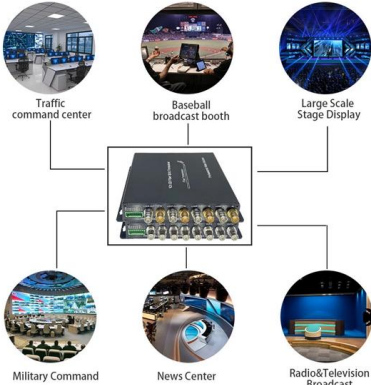 Traffic
command center
Baseball
broadcast booth
Large Scale
Stage Display
Military Command
News Center
Radio&Television
Broadcast